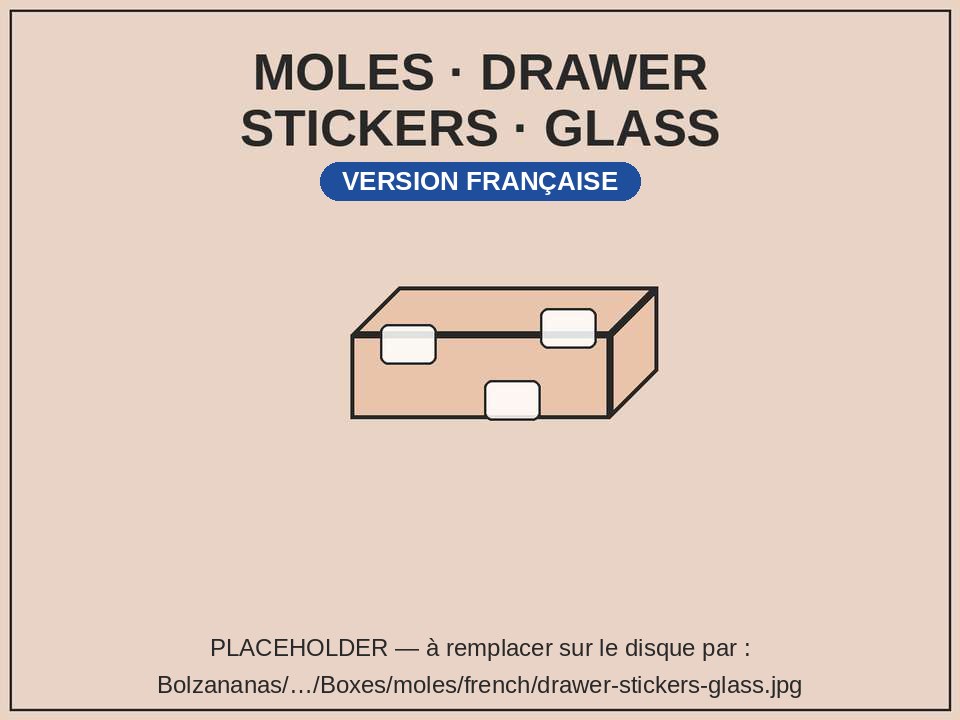 MOLES · DRAWER
STICKERS · GLASS
VERSION FRANÇAISE
PLACEHOLDER — à remplacer sur le disque par :
Bolzananas/…/Boxes/moles/french/drawer-stickers-glass.jpg